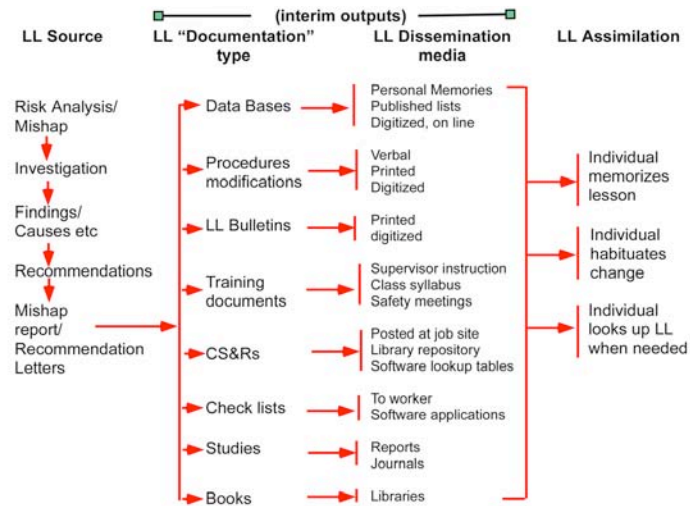 (interim outputs)
LL Source
LL “Documentation”
type
LL Dissemination
media
LL Assimilation
Risk Analysis/
Mishap
Investigation
Findings/
Causes etc
Recommendations
Mishap
report/
Recommendation
Letters
Data Bases
Procedures
modifications
LL Bulletins
Training
documents
CS&Rs
Check lists
Studies
Books
Personal Memories
Published lists
Digitized, on line
Verbal
Printed
Digitized
Printed
digitized
Supervisor instruction
Class syllabus
Safety meetings
Posted at job site
Library repository
Software lookup tables
To worker
Software applications
Reports
Journals
Libraries
Individual
memorizes
lesson
Individual
habituates
change
Individual
looks up LL
when needed